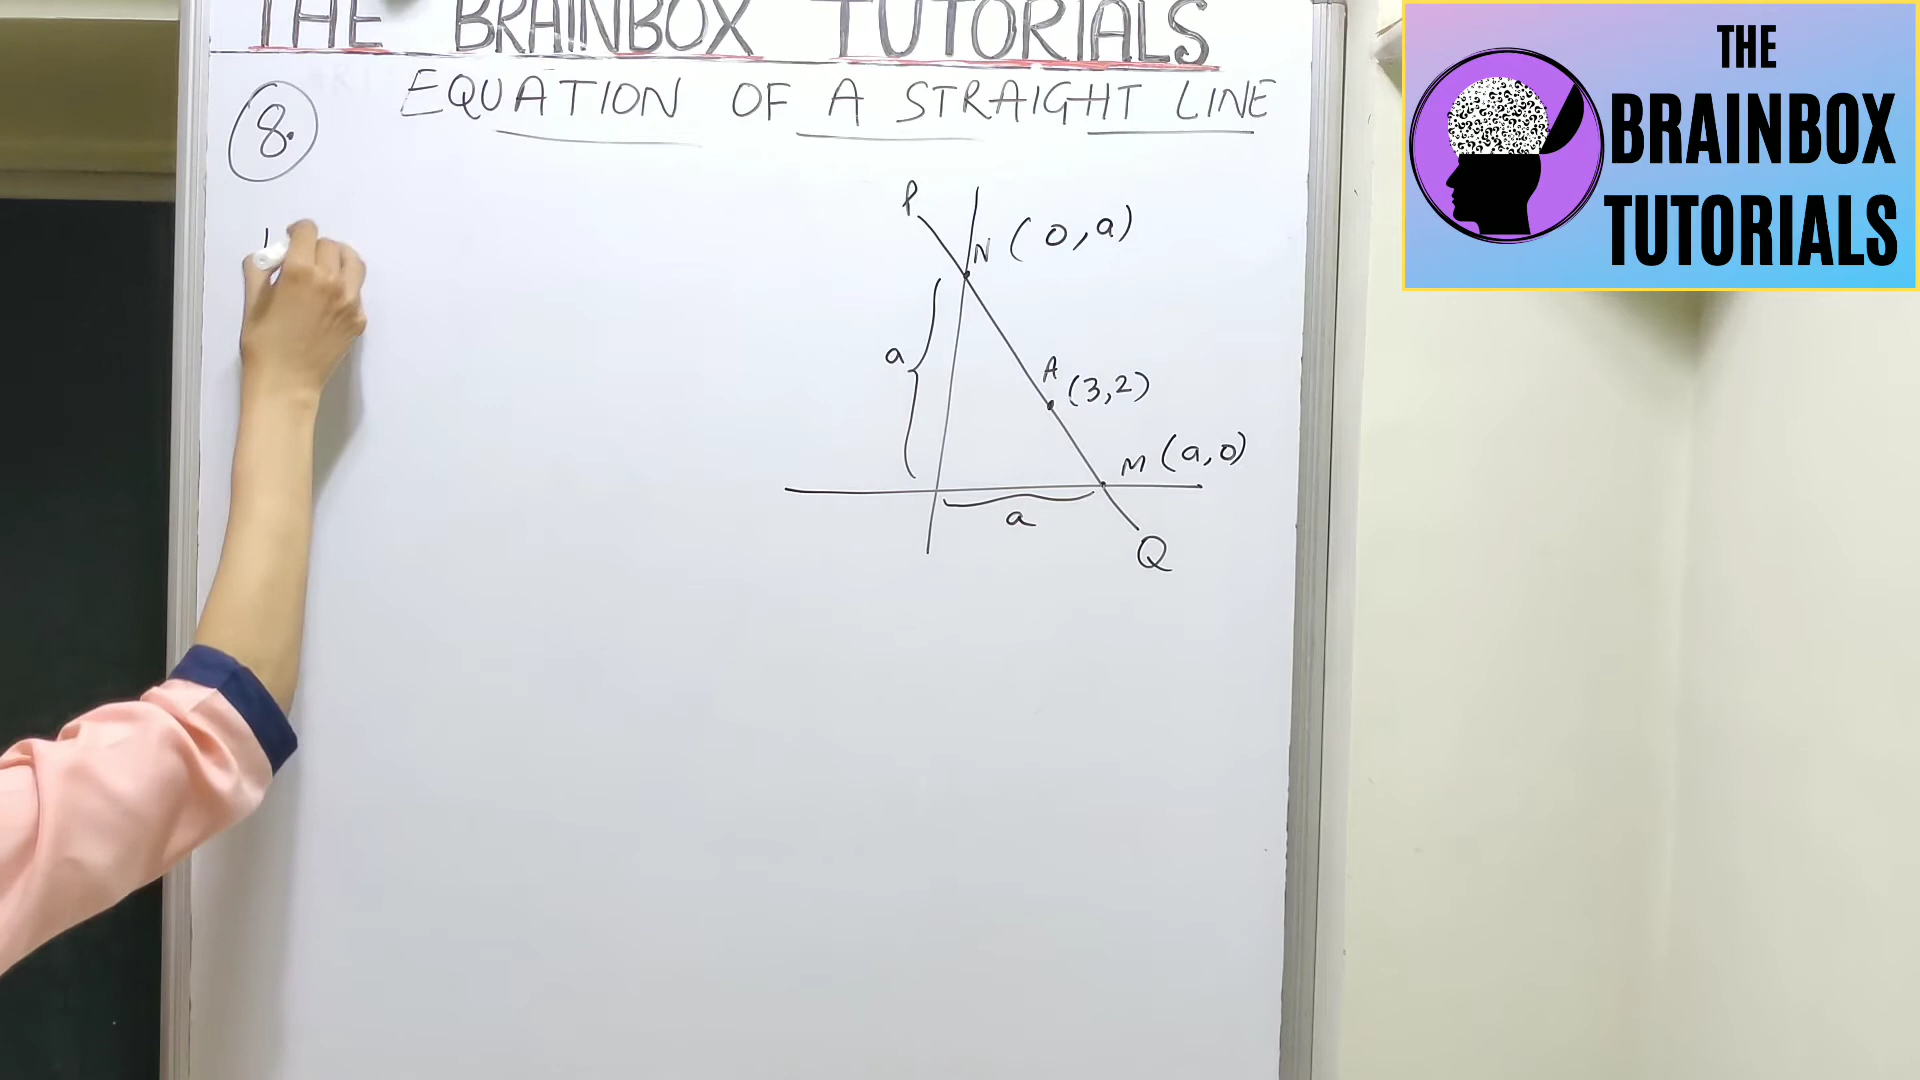 THE BRAINBOX TUTORIALS
EQUATION OF A STRAIGHT LINE
8.
P
N (0,a)
a
A (3,2)
M (a,0)
a
Q
THE
BRAINBOX
TUTORIALS